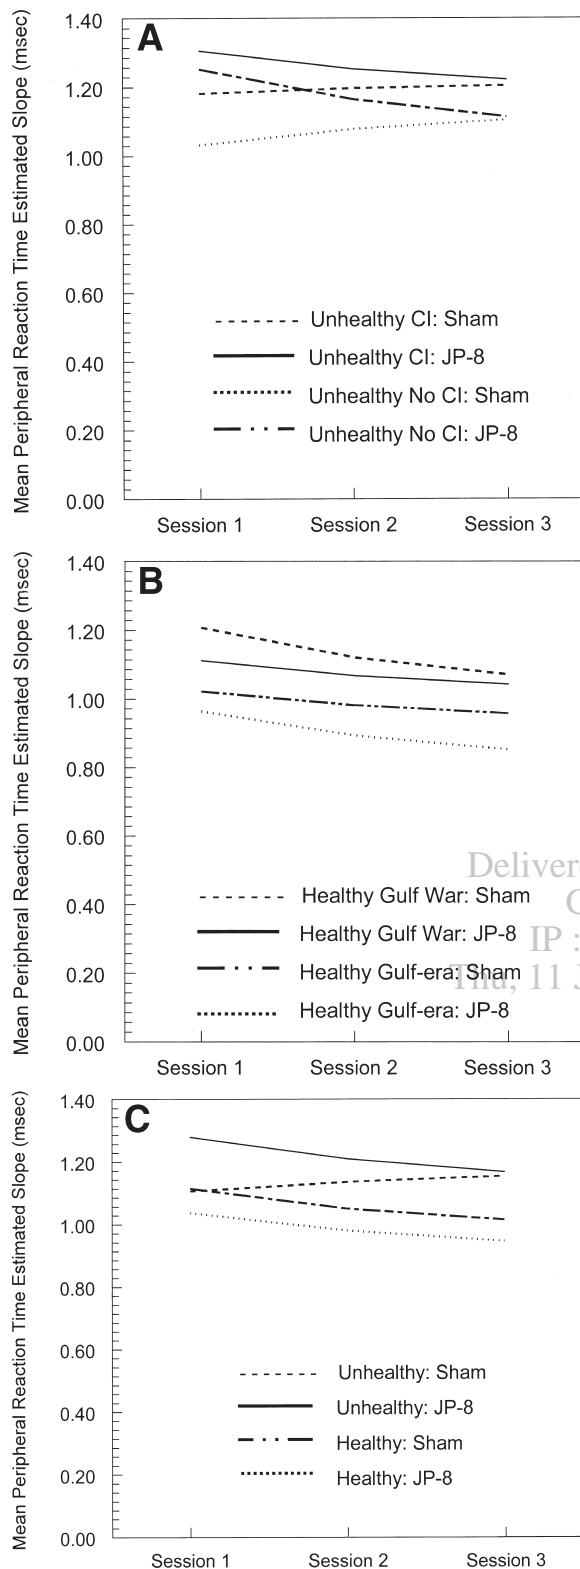 Mean Peripheral Reaction Time Estimated Slope (msec)
A
1.40
1.20
1.00
0.80
0.60
0.40
0.20
0.00
Unhealthy CI: Sham
Unhealthy CI: JP-8
Unhealthy No CI: Sham
Unhealthy No CI: JP-8
Session 1 Session 2 Session 3
Mean Peripheral Reaction Time Estimated Slope (msec)
B
1.40
1.20
1.00
0.80
0.60
0.40
0.20
0.00
Healthy Gulf War: Sham
Healthy Gulf War: JP-8
Healthy Gulf-era: Sham
Healthy Gulf-era: JP-8
Session 1 Session 2 Session 3
Mean Peripheral Reaction Time Estimated Slope (msec)
C
1.40
1.20
1.00
0.80
0.60
0.40
0.20
0.00
Unhealthy: Sham
Unhealthy: JP-8
Healthy: Sham
Healthy: JP-8
Session 1 Session 2 Session 3
IP :
Thu, 11 J